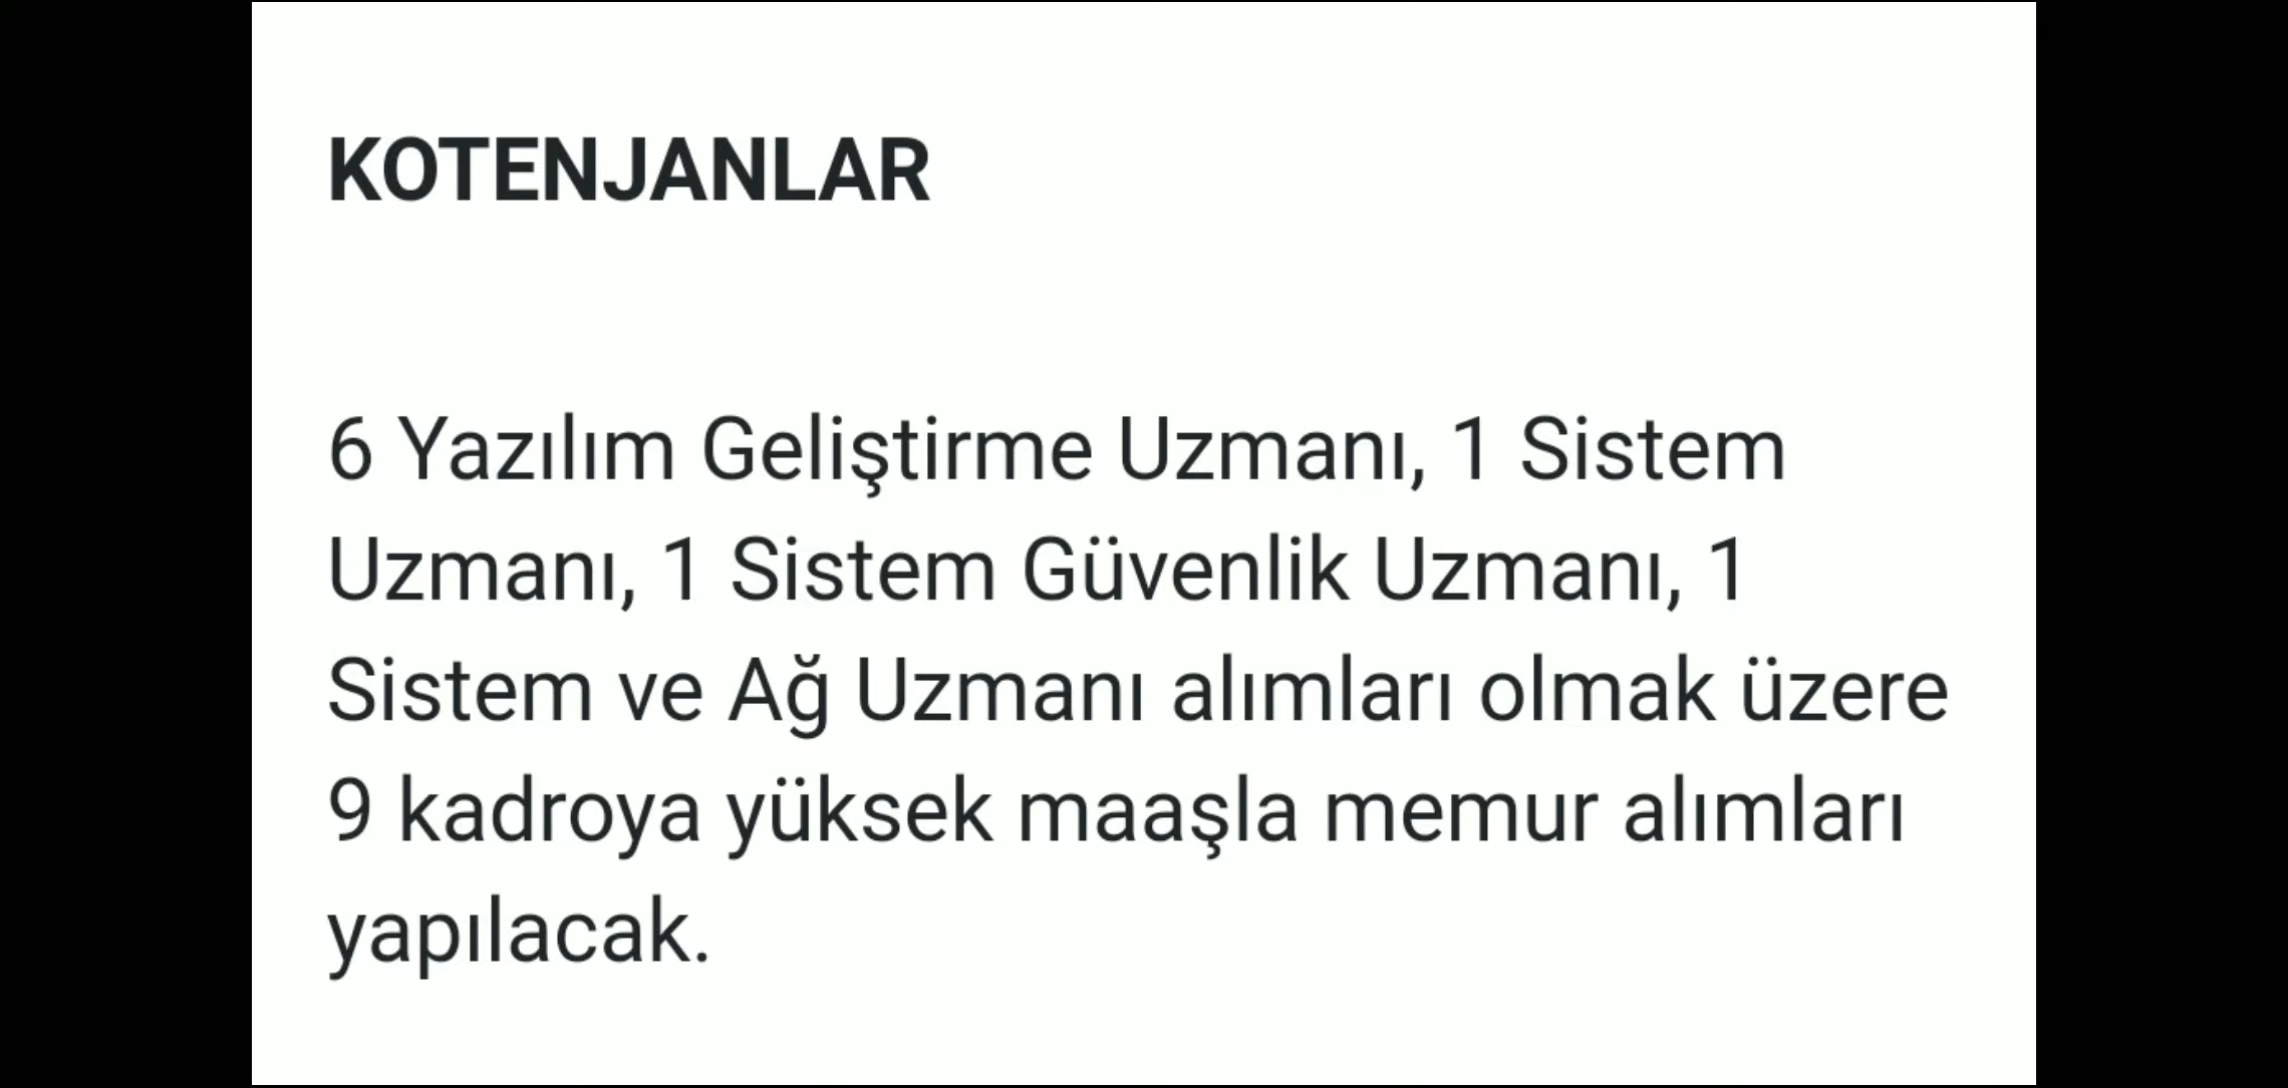 KOTENJANLAR
6 Yazılım Geliştirme Uzmanı, 1 Sistem
Uzmanı, 1 Sistem Güvenlik Uzmanı, 1
Sistem ve Ağ Uzmanı alımları olmak üzere
9 kadroya yüksek maaşla memur alımları
yapılacak.